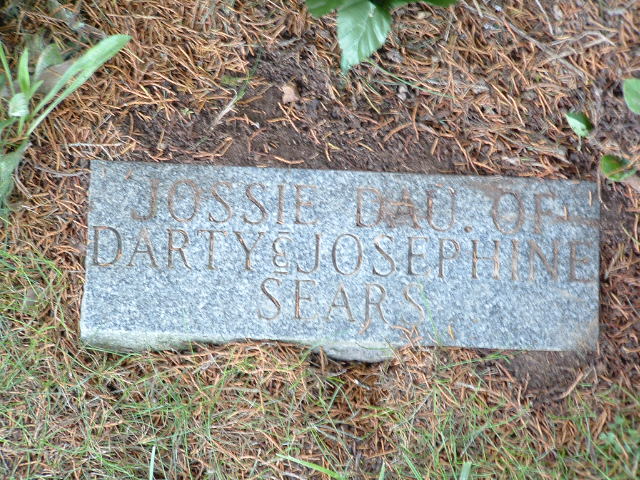 JOSSIE DAU. OF
DARTY & JOSEPHINE
SEARS